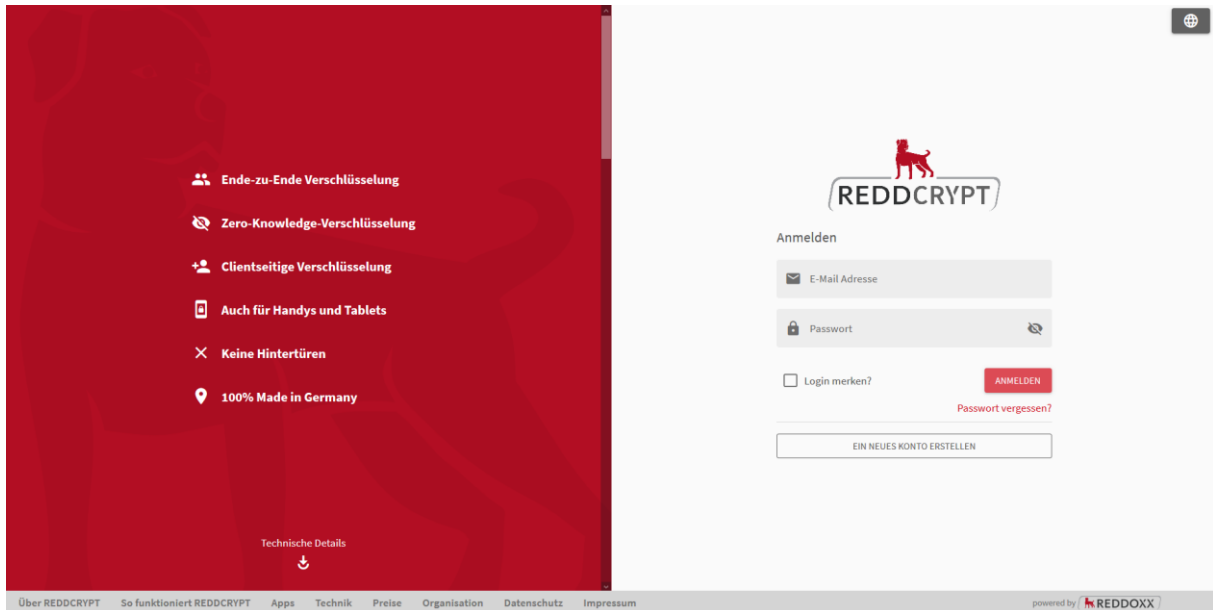 Ende-zu-Ende Verschlüsselung
Zero-Knowledge-Verschlüsselung
Clientseitige Verschlüsselung
Auch für Handys und Tablets
Keine Hintertüren
100% Made in Germany
Technische Details
REDDCRYPT
Anmelden
E-Mail Adresse
Passwort
Login merken?
ANMELDEN
Passwort vergessen?
EIN NEUES KONTO ERSTELLEN
Über REDDCRYPT So funktioniert REDDCRYPT Apps Technik Preise Organisation Datenschutz Impressum powered by REDDOXX